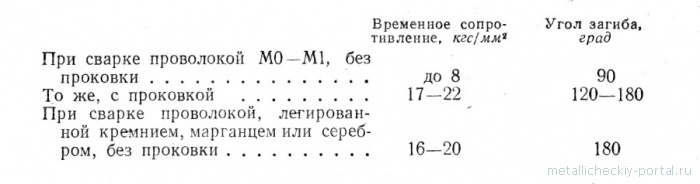 Временное сопро- Угол загиба,
тивление, кгс/мм² град
При сварке проволокой М0—М1, без
проковки . . . . . . . . . . . . . . . до 8 90
То же, с проковкой . . . . . . . . . 17—22 120—180
При сварке проволокой, легирован-
ной кремнием, марганцем или сереб-
ром, без проковки . . . . . . . . . . 16—20 180
metallicheckiy-portal.ru